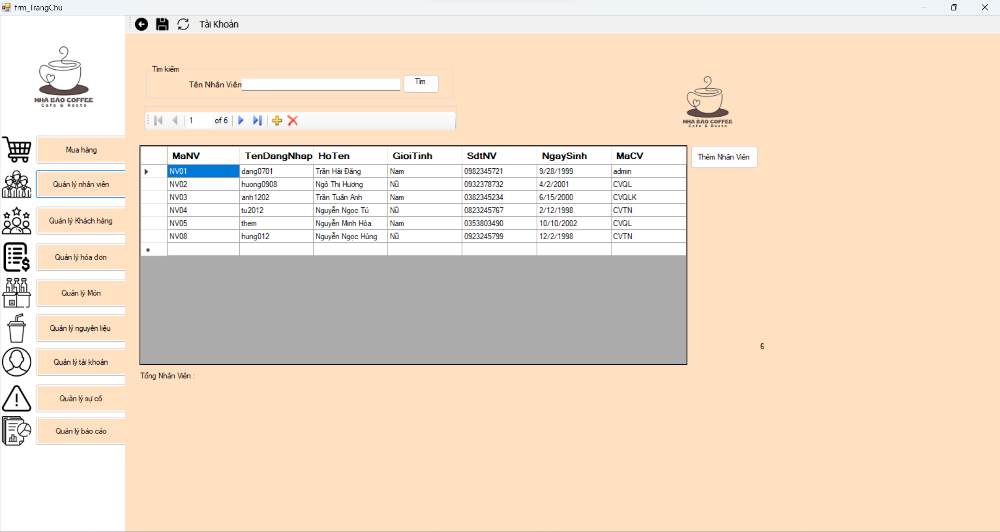 frm_TrangChu
Tài Khoản
NHÀ BÁO COFFEE
Cafe & Resto
Mua hàng
Quản lý nhân viên
Quản lý Khách hàng
Quản lý hóa đơn
Quản lý Món
Quản lý nguyên liệu
Quản lý tài khoản
Quản lý sự cố
Quản lý báo cáo
Tìm kiếm
Tên Nhân Viên Tìm
1 of 6
NHÀ BÁO COFFEE
Cafe & Resto
MaNV TenDangNhap HoTen GioiTinh SdtNV NgaySinh MaCV
NV01 dang0701 Trần Hải Đăng Nam 0982345721 9/28/1999 admin
NV02 huong0908 Ngô Thị Hương Nữ 0932378732 4/2/2001 CVQL
NV03 anh1202 Trần Tuấn Anh Nam 0382345234 6/15/2000 CVQLK
NV04 tu2012 Nguyễn Ngọc Tú Nữ 0823245767 2/12/1998 CVTN
NV05 them Nguyễn Minh Hòa Nam 0353803490 10/10/2002 CVQL
NV08 hung012 Nguyễn Ngọc Hùng Nữ 0923245799 12/2/1998 CVTN
Thêm Nhân Viên
6
Tổng Nhân Viên :